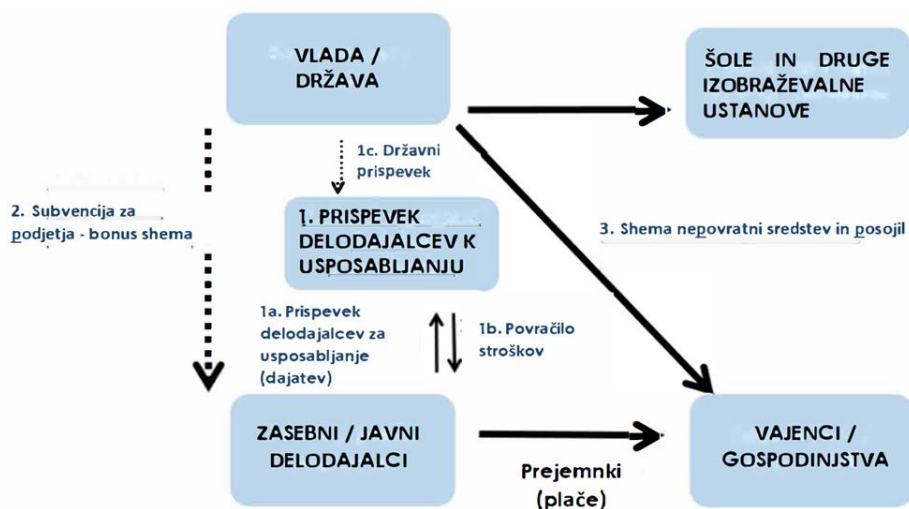 VLADA /
DRŽAVA
ŠOLE IN DRUGE
IZOBRAŽEVALNE
USTANOVE
1c. Državni
prispevek
2. Subvencija za
podjetja - bonus shema
1. PRISPEVEK
DELODAJALCEV K
USPOSABLJANJU
3. Shema nepovratni sredstev in posojil
1a. Prispevek
delodajalcev za
usposabljanje
(dajatev)
1b. Povračilo
stroškov
ZASEBNI / JAVNI
DELODAJALCI
Prejemnki
(plače)
VAJENCI /
GOSPODINJSTVA